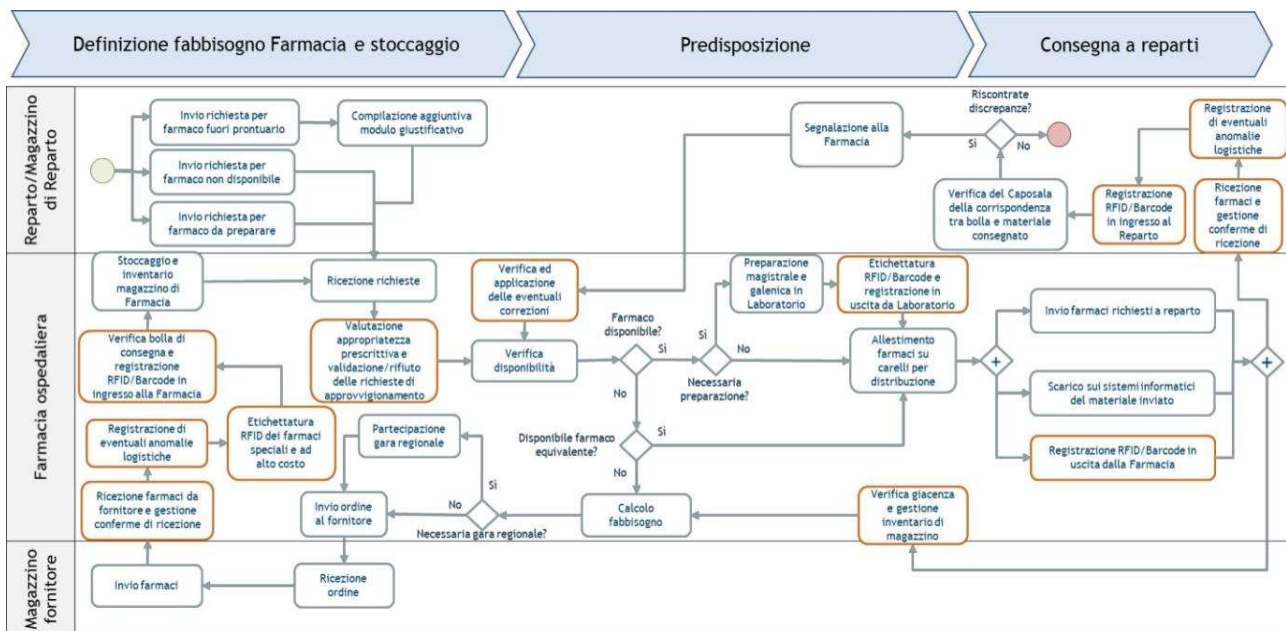 Definizione fabbisogno Farmacia e stoccaggio
Predisposizione
Consegna a reparti
Reparto/Magazzino
di Reparto
Invio richiesta per
farmaco fuori prontuario
Compilazione aggiuntiva
modulo giustificativo
Invio richiesta per
farmaco non disponibile
Invio richiesta per
farmaco da preparare
Segnalazione alla
Farmacia
Riscontrate
discrepanze?
Sì
No
Verifica del Caposala
della corrispondenza
tra bolla e materiale
consegnato
Registrazione
RFID/Barcode
in ingresso al
Reparto
Registrazione
di eventuali
anomalie
logistiche
Ricezione
farmaci e
gestione
conferme di
ricezione
Farmacia ospedaliera
Stoccaggio e
inventario
magazzino di
Farmacia
Ricezione richieste
Verifica bolla di
consegna e
registrazione
RFID/Barcode in
ingresso alla Farmacia
Valutazione
appropriatezza
prescrittiva e
validazione/rifiuto
delle richieste di
approvvigionamento
Verifica ed
applicazione
delle eventuali
correzioni
Verifica
disponibilità
Farmaco
disponibile?
Sì
No
Preparazione
magistrale e
galenica in
Laboratorio
Sì
No
Necessaria
preparazione?
Etichettatura
RFID/Barcode e
registrazione in
uscita da Laboratorio
Allestimento
farmaci su
carelli per
distribuzione
Invio farmaci richiesti a reparto
Scarico sui sistemi informatici
del materiale inviato
Registrazione RFID/Barcode in
uscita dalla Farmacia
Registrazione di
eventuali anomalie
logistiche
Etichettatura
RFID dei farmaci
speciali e ad
alto costo
Partecipazione
gara regionale
Disponibile farmaco
equivalente?
Sì
No
Ricezione farmaci da
fornitore e gestione
conferme di ricezione
Invio ordine
al fornitore
Sì
No
Necessaria gara regionale?
Calcolo
fabbisogno
Verifica giacenza
e gestione
inventario di
magazzino
Magazzino
fornitore
Invio farmaci
Ricezione
ordine